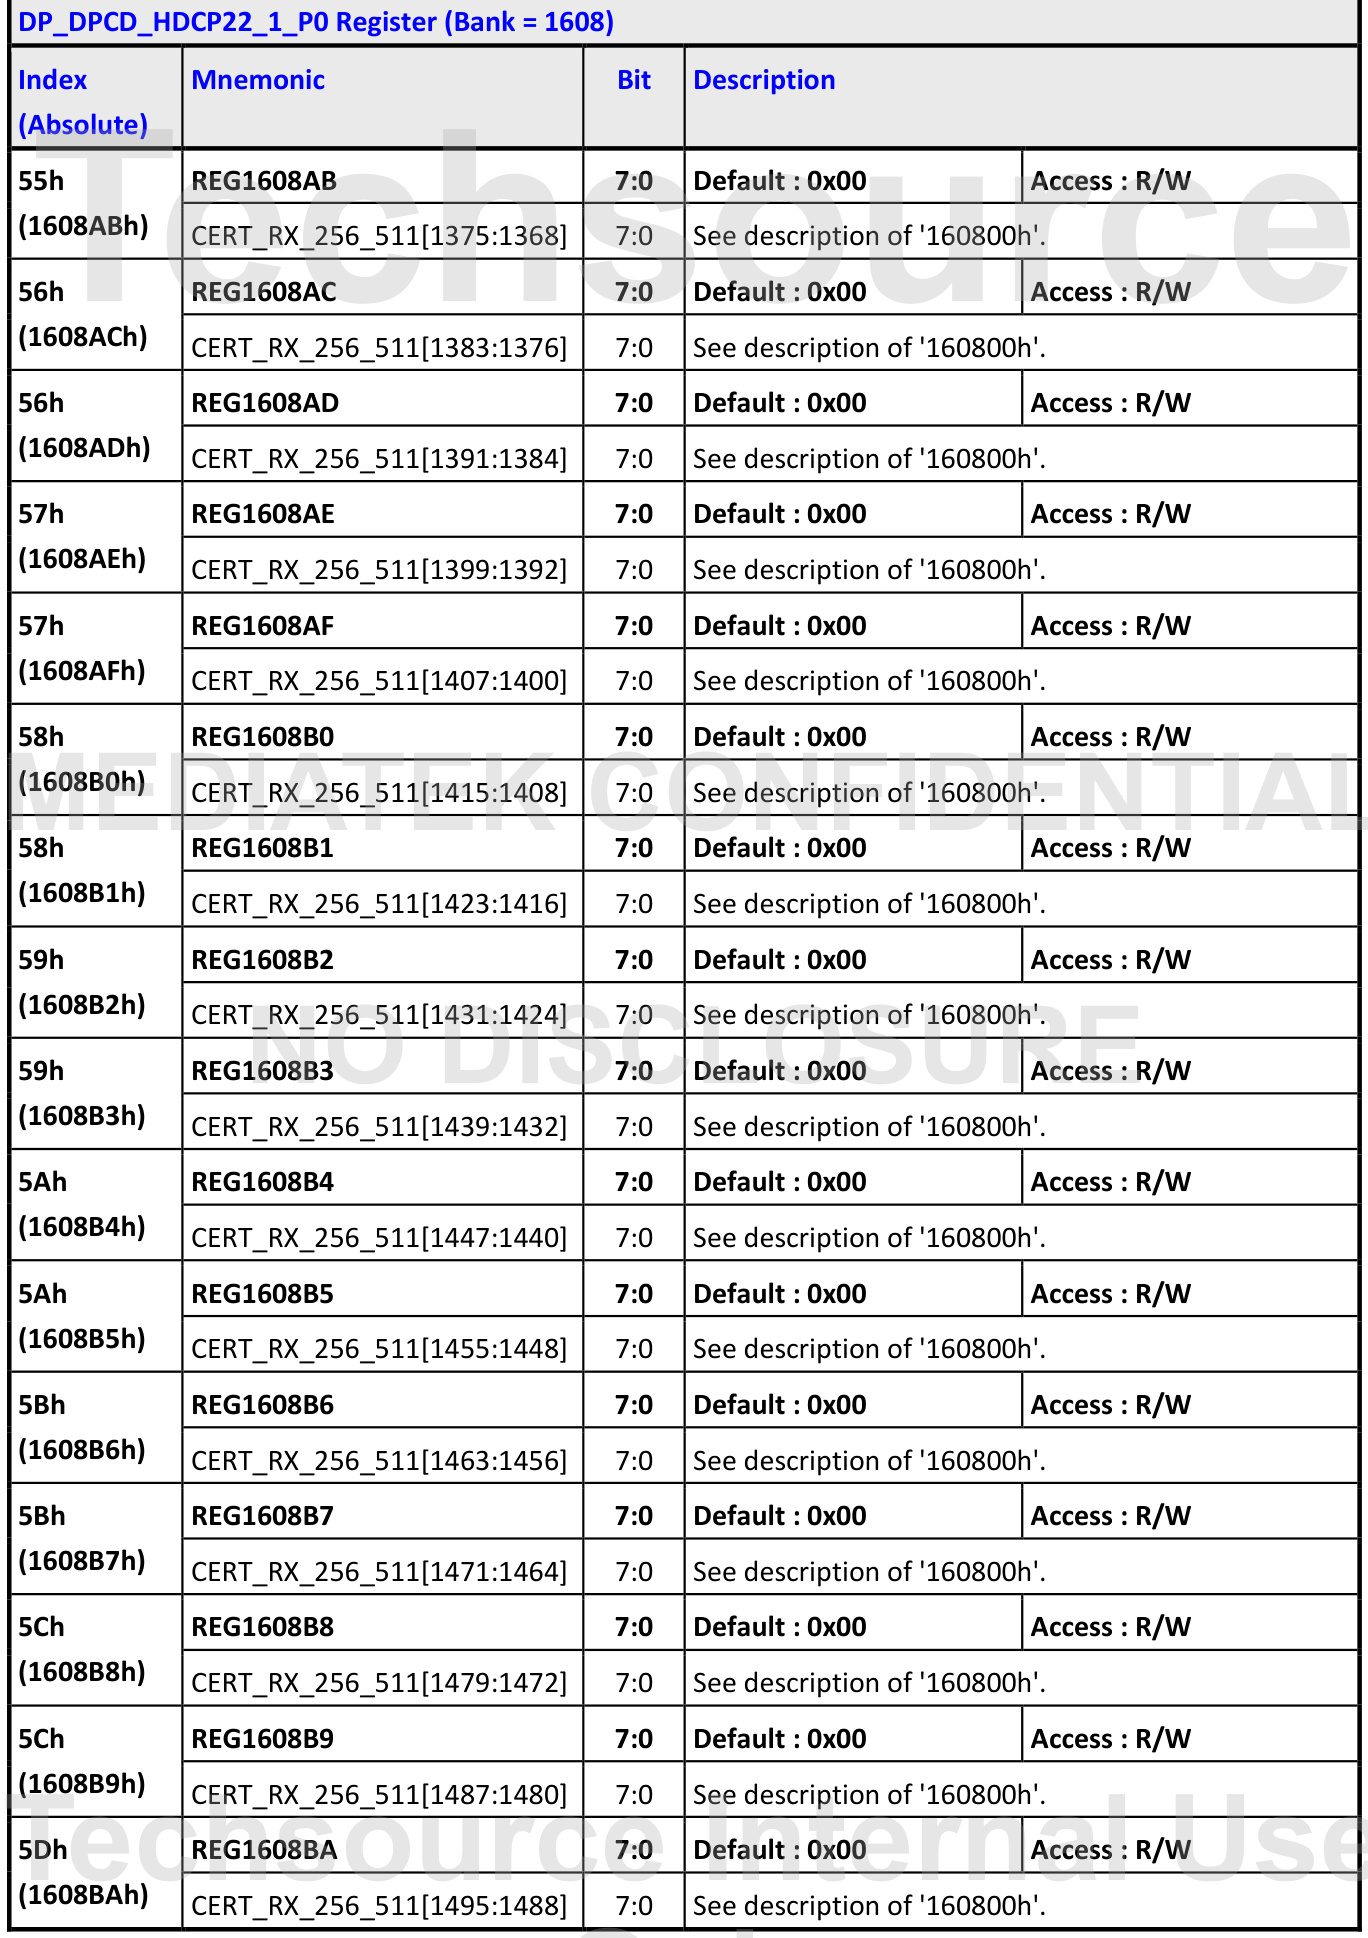 DP_DPCD_HDCP22_1_P0 Register (Bank = 1608)
Index Mnemonic Bit Description
(Absolute)
55h REG1608AB 7:0 Default : 0x00 Access : R/W
(1608ABh) CERT_RX_256_511[1375:1368] 7:0 See description of '160800h'.
56h REG1608AC 7:0 Default : 0x00 Access : R/W
(1608ACh) CERT_RX_256_511[1383:1376] 7:0 See description of '160800h'.
56h REG1608AD 7:0 Default : 0x00 Access : R/W
(1608ADh) CERT_RX_256_511[1391:1384] 7:0 See description of '160800h'.
57h REG1608AE 7:0 Default : 0x00 Access : R/W
(1608AEh) CERT_RX_256_511[1399:1392] 7:0 See description of '160800h'.
57h REG1608AF 7:0 Default : 0x00 Access : R/W
(1608AFh) CERT_RX_256_511[1407:1400] 7:0 See description of '160800h'.
58h REG1608B0 7:0 Default : 0x00 Access : R/W
(1608B0h) CERT_RX_256_511[1415:1408] 7:0 See description of '160800h'.
58h REG1608B1 7:0 Default : 0x00 Access : R/W
(1608B1h) CERT_RX_256_511[1423:1416] 7:0 See description of '160800h'.
59h REG1608B2 7:0 Default : 0x00 Access : R/W
(1608B2h) CERT_RX_256_511[1431:1424] 7:0 See description of '160800h'.
59h REG1608B3 7:0 Default : 0x00 Access : R/W
(1608B3h) CERT_RX_256_511[1439:1432] 7:0 See description of '160800h'.
5Ah REG1608B4 7:0 Default : 0x00 Access : R/W
(1608B4h) CERT_RX_256_511[1447:1440] 7:0 See description of '160800h'.
5Ah REG1608B5 7:0 Default : 0x00 Access : R/W
(1608B5h) CERT_RX_256_511[1455:1448] 7:0 See description of '160800h'.
5Bh REG1608B6 7:0 Default : 0x00 Access : R/W
(1608B6h) CERT_RX_256_511[1463:1456] 7:0 See description of '160800h'.
5Bh REG1608B7 7:0 Default : 0x00 Access : R/W
(1608B7h) CERT_RX_256_511[1471:1464] 7:0 See description of '160800h'.
5Ch REG1608B8 7:0 Default : 0x00 Access : R/W
(1608B8h) CERT_RX_256_511[1479:1472] 7:0 See description of '160800h'.
5Ch REG1608B9 7:0 Default : 0x00 Access : R/W
(1608B9h) CERT_RX_256_511[1487:1480] 7:0 See description of '160800h'.
5Dh REG1608BA 7:0 Default : 0x00 Access : R/W
(1608BAh) CERT_RX_256_511[1495:1488] 7:0 See description of '160800h'.
Techsource
MEDIATEK CONFIDENTIAL
NO DISCLOSURE
Techsource Internal Use